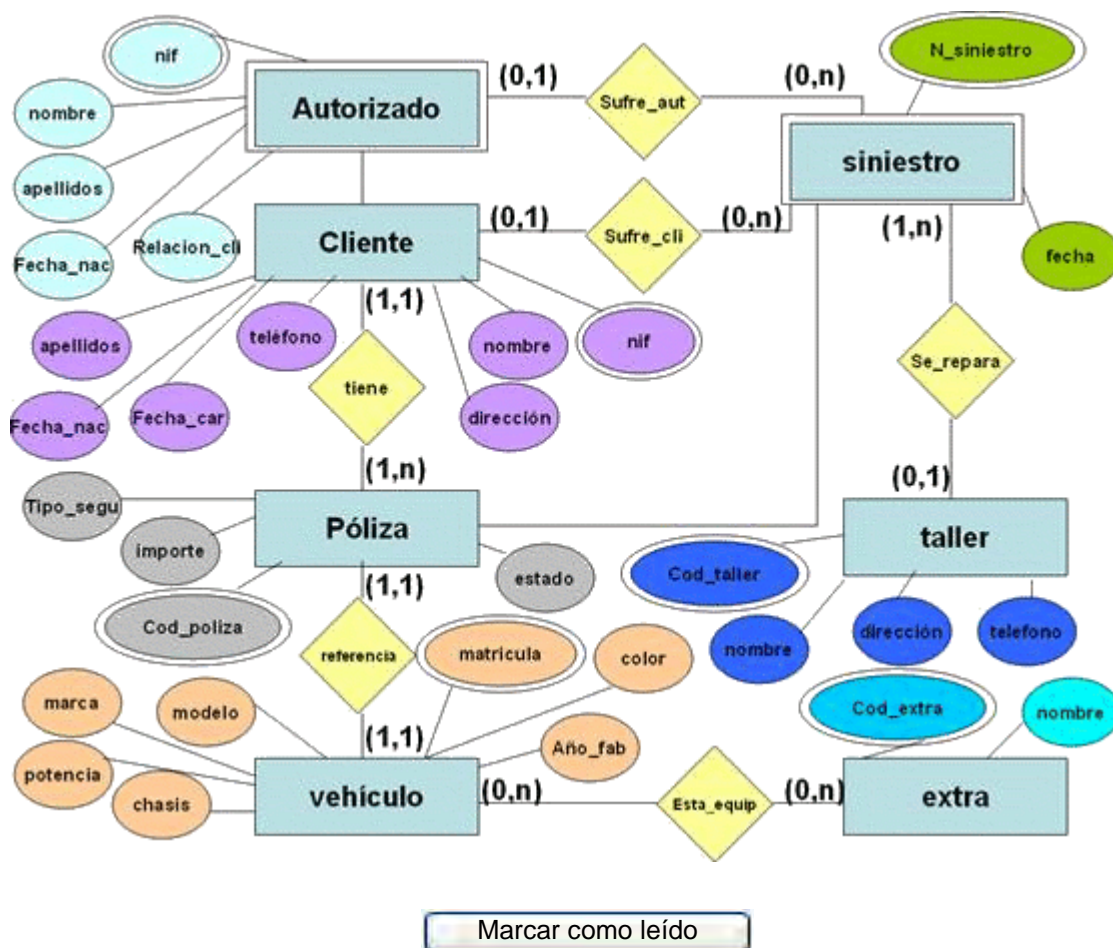 nif
N_siniestro
(0,1)
(0,n)
Autorizado
Sufre_aut
nombre
siniestro
apellidos
(0,1)
(0,n)
(1,n)
Cliente
Sufre_cli
Relacion_cli
Fecha_nac
fecha
(1,1)
apellidos
teléfono
nombre
nif
Se_repara
tiene
Fecha_nac
Fecha_car
dirección
(1,n)
(0,1)
Tipo_segu
Póliza
taller
importe
Cod_taller
estado
(1,1)
Cod_poliza
dirección
telefono
nombre
referencia
matricula
color
marca
modelo
Cod_extra
nombre
(1,1)
Año_fab
potencia
chasis
vehículo
(0,n)
Esta_equip
(0,n)
extra
Marcar como leído